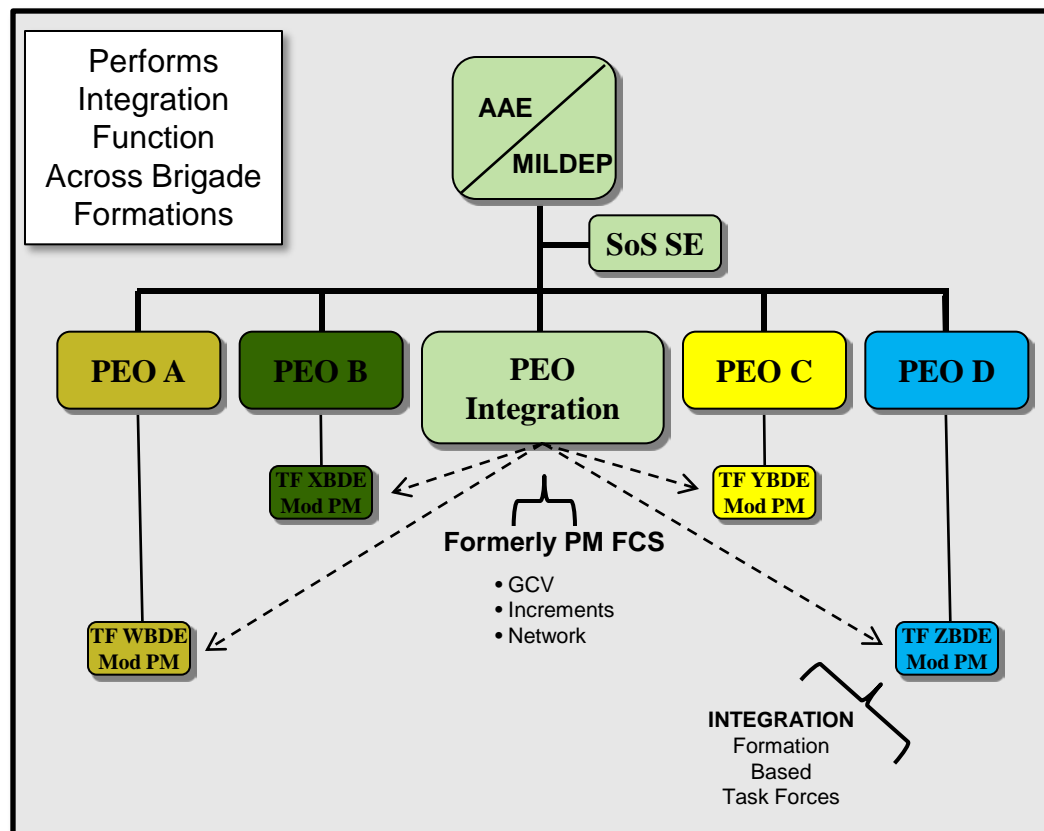 Performs
Integration
Function
Across Brigade
Formations
AAE
MILDEP
SoS SE
PEO A
PEO B
PEO
Integration
PEO C
PEO D
TF XBDE
Mod PM
TF YBDE
Mod PM
Formerly PM FCS
• GCV
• Increments
• Network
TF WBDE
Mod PM
TF ZBDE
Mod PM
INTEGRATION
Formation
Based
Task Forces